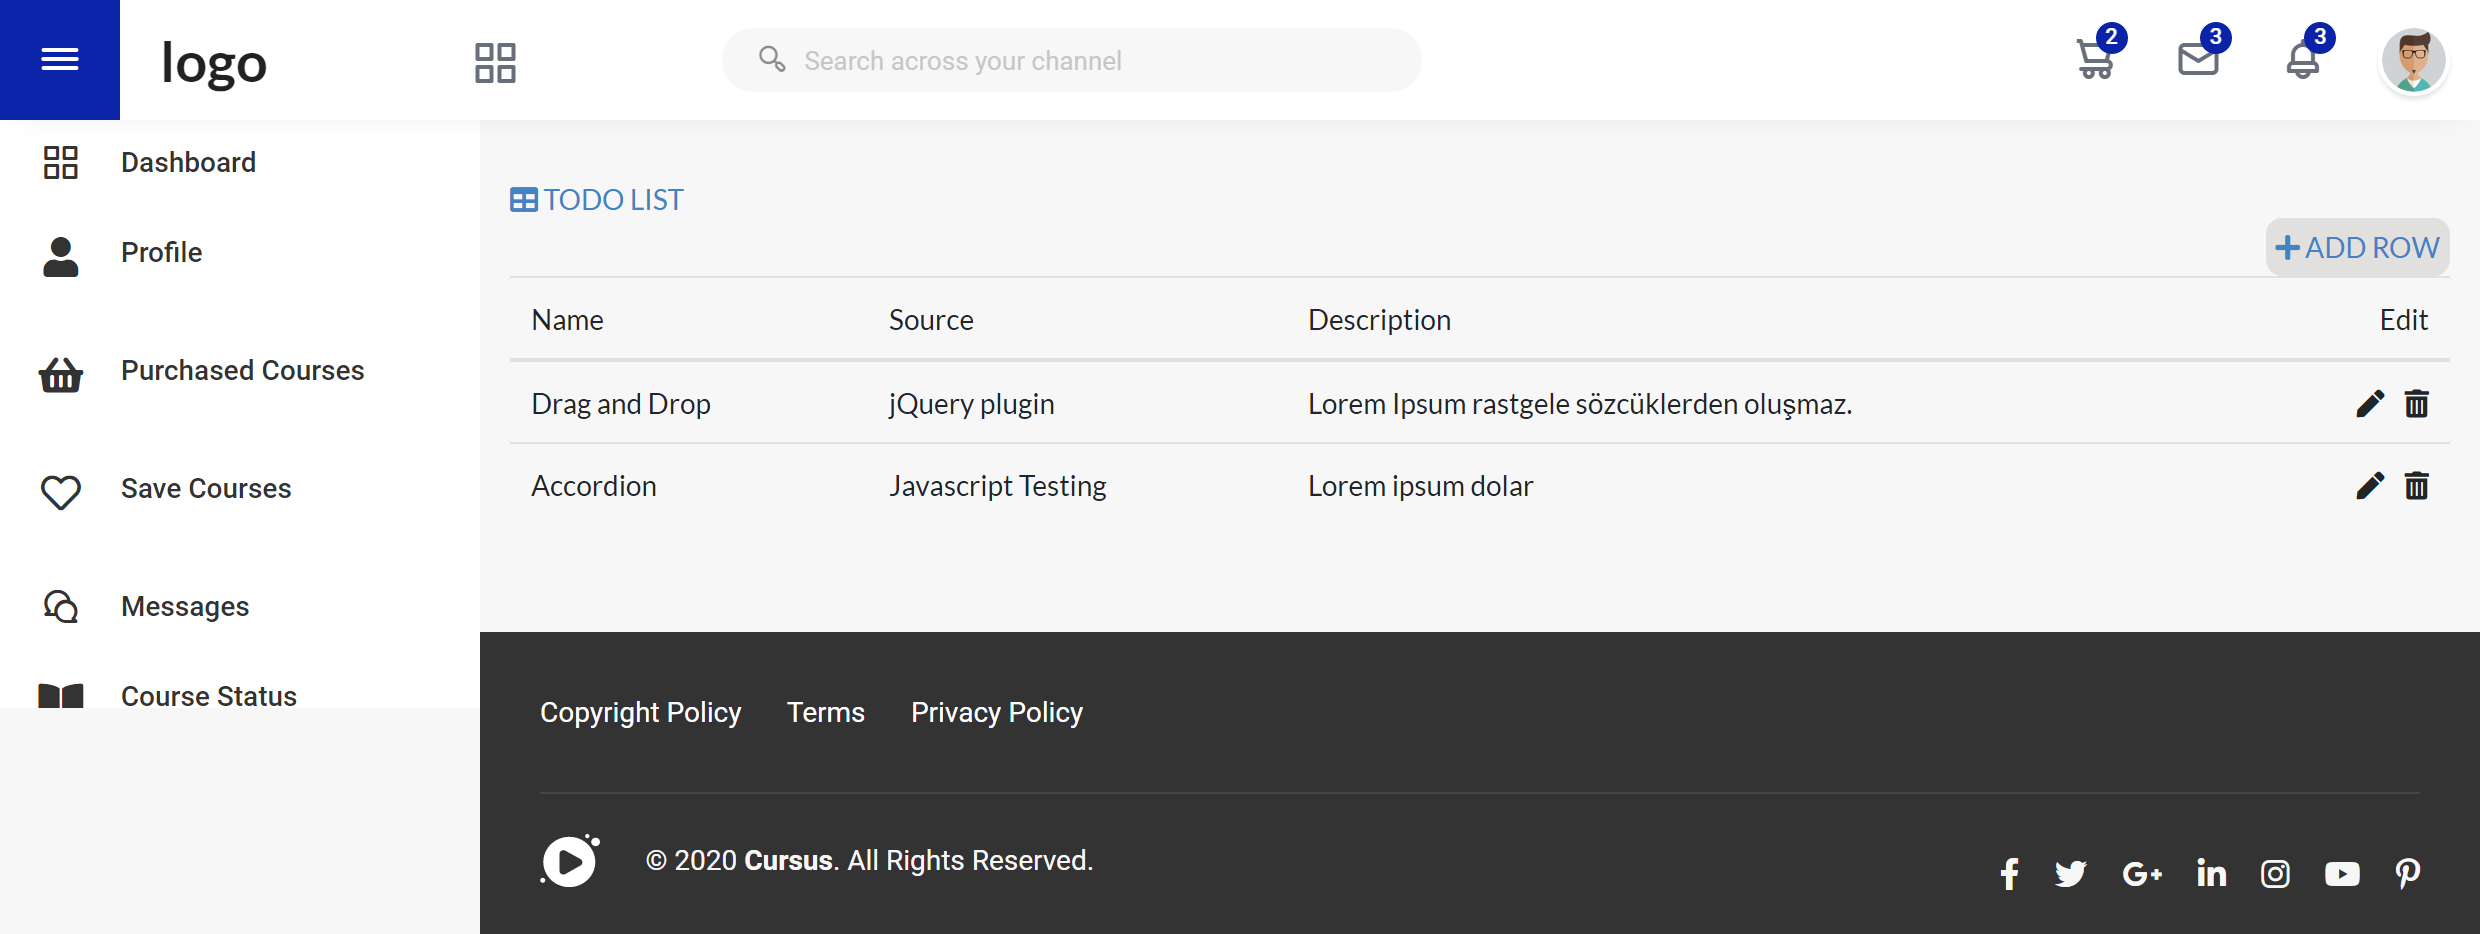 logo
Search across your channel
2
3
3
Dashboard
Profile
Purchased Courses
Save Courses
Messages
Course Status
TODO LIST
ADD ROW
Name Source Description Edit
Drag and Drop jQuery plugin Lorem Ipsum rastgele sözcüklerden oluşmaz.
Accordion Javascript Testing Lorem ipsum dolar
Copyright Policy Terms Privacy Policy
© 2020 Cursus. All Rights Reserved.